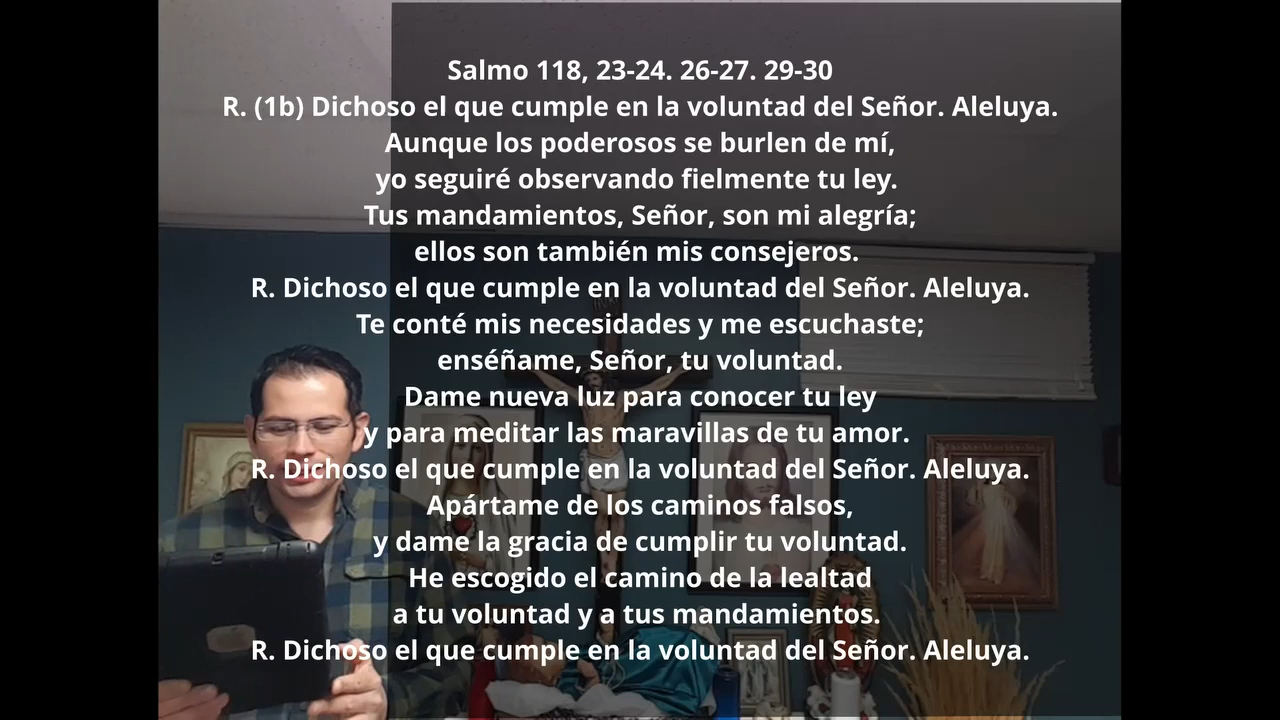 Salmo 118, 23-24. 26-27. 29-30
R. (1b) Dichoso el que cumple en la voluntad del Señor. Aleluya.
Aunque los poderosos se burlen de mí,
yo seguiré observando fielmente tu ley.
Tus mandamientos, Señor, son mi alegría;
ellos son también mis consejeros.
R. Dichoso el que cumple en la voluntad del Señor. Aleluya.
Te conté mis necesidades y me escuchaste;
enséñame, Señor, tu voluntad.
Dame nueva luz para conocer tu ley
y para meditar las maravillas de tu amor.
R. Dichoso el que cumple en la voluntad del Señor. Aleluya.
Apártame de los caminos falsos,
y dame la gracia de cumplir tu voluntad.
He escogido el camino de la lealtad
a tu voluntad y a tus mandamientos.
R. Dichoso el que cumple en la voluntad del Señor. Aleluya.